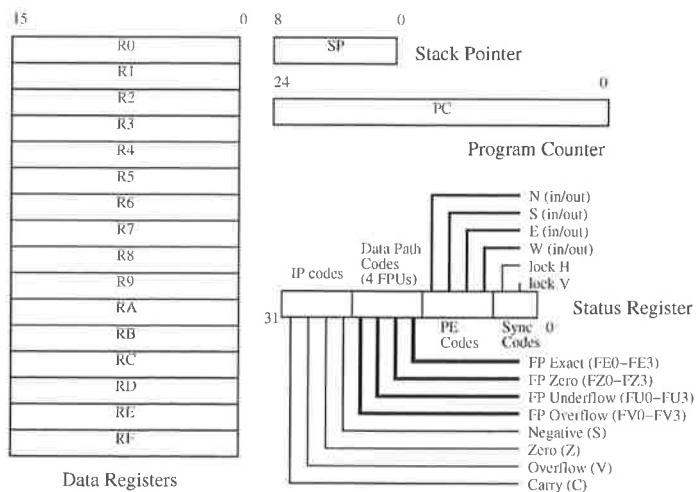 15 0
R0
R1
R2
R3
R4
R5
R6
R7
R8
R9
RA
RB
RC
RD
RE
RF
Data Registers
8 0
SP
Stack Pointer
24 0
PC
Program Counter
N (in/out)
S (in/out)
E (in/out)
W (in/out)
lock H
lock V
IP codes
Data Path
Codes
(4 FPUs)
Status Register
31
PE
Codes
Sync
Codes
0
FP Exact (FE0–FE3)
FP Zero (FZ0–FZ3)
FP Underflow (FU0–FU3)
FP Overflow (FV0–FV3)
Negative (S)
Zero (Z)
Overflow (V)
Carry (C)